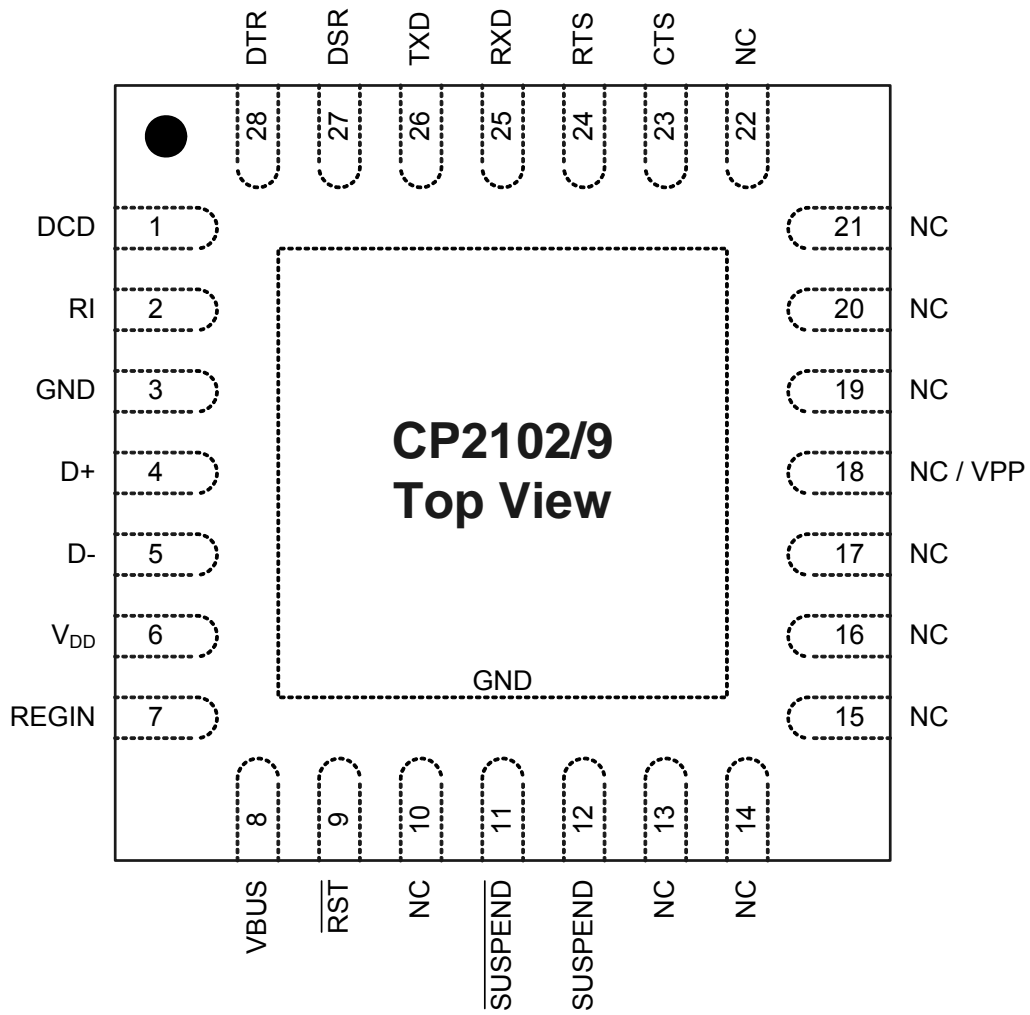 DTR DSR TXD RXD RTS CTS NC
28 27 26 25 24 23 22
DCD 1 21 NC
RI 2 20 NC
GND 3 19 NC
CP2102/9
Top View
D+ 4 18 NC / VPP
D- 5 17 NC
VDD 6 16 NC
GND
REGIN 7 15 NC
8 9 10 11 12 13 14
VBUS R̅S̅T̅ NC S̅U̅S̅P̅E̅N̅D̅ SUSPEND NC NC